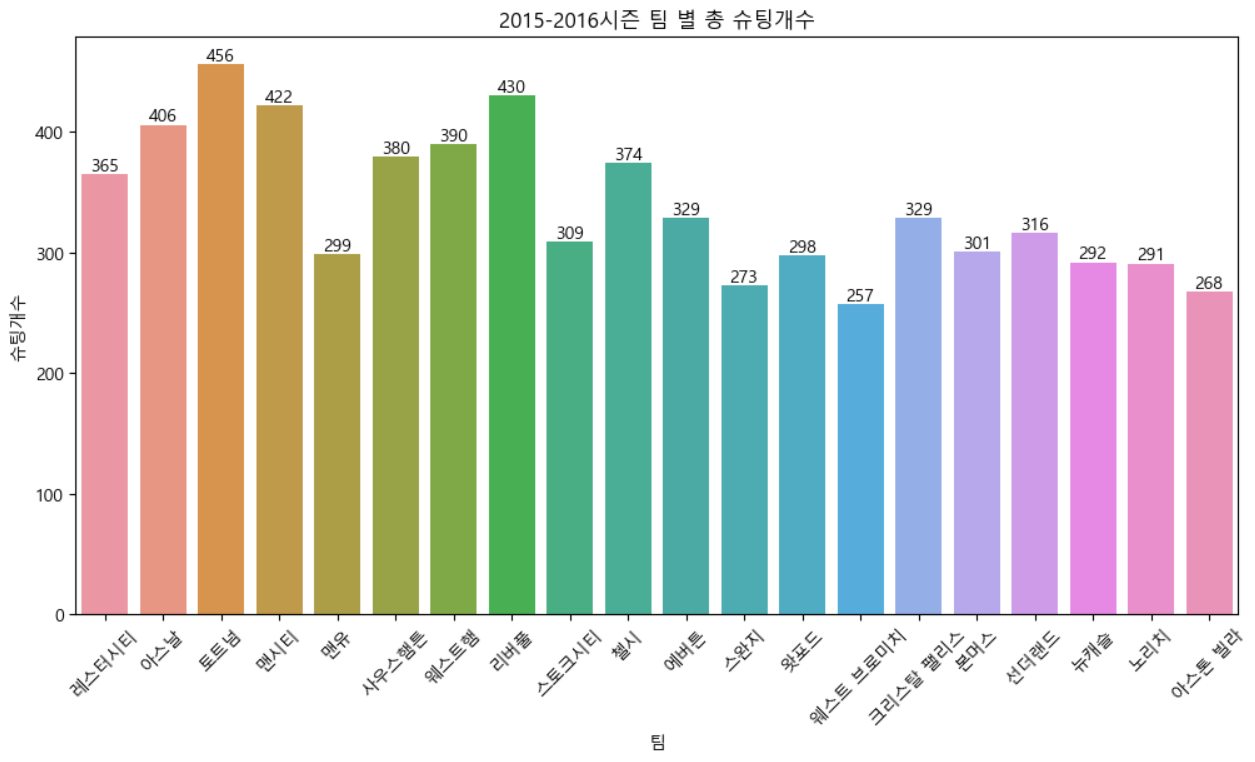 2015-2016시즌 팀 별 총 슈팅개수
슈팅개수
400
300
200
100
0
365
406
456
422
299
380
390
430
309
374
329
273
298
257
329
301
316
292
291
268
레스터시티
아스날
토트넘
맨시티
맨유
사우스햄튼
웨스트햄
리버풀
스토크시티
첼시
에버튼
스완지
왓포드
웨스트 브로미치
크리스탈 팰리스
본머스
선더랜드
뉴캐슬
노리치
아스톤 빌라
팀